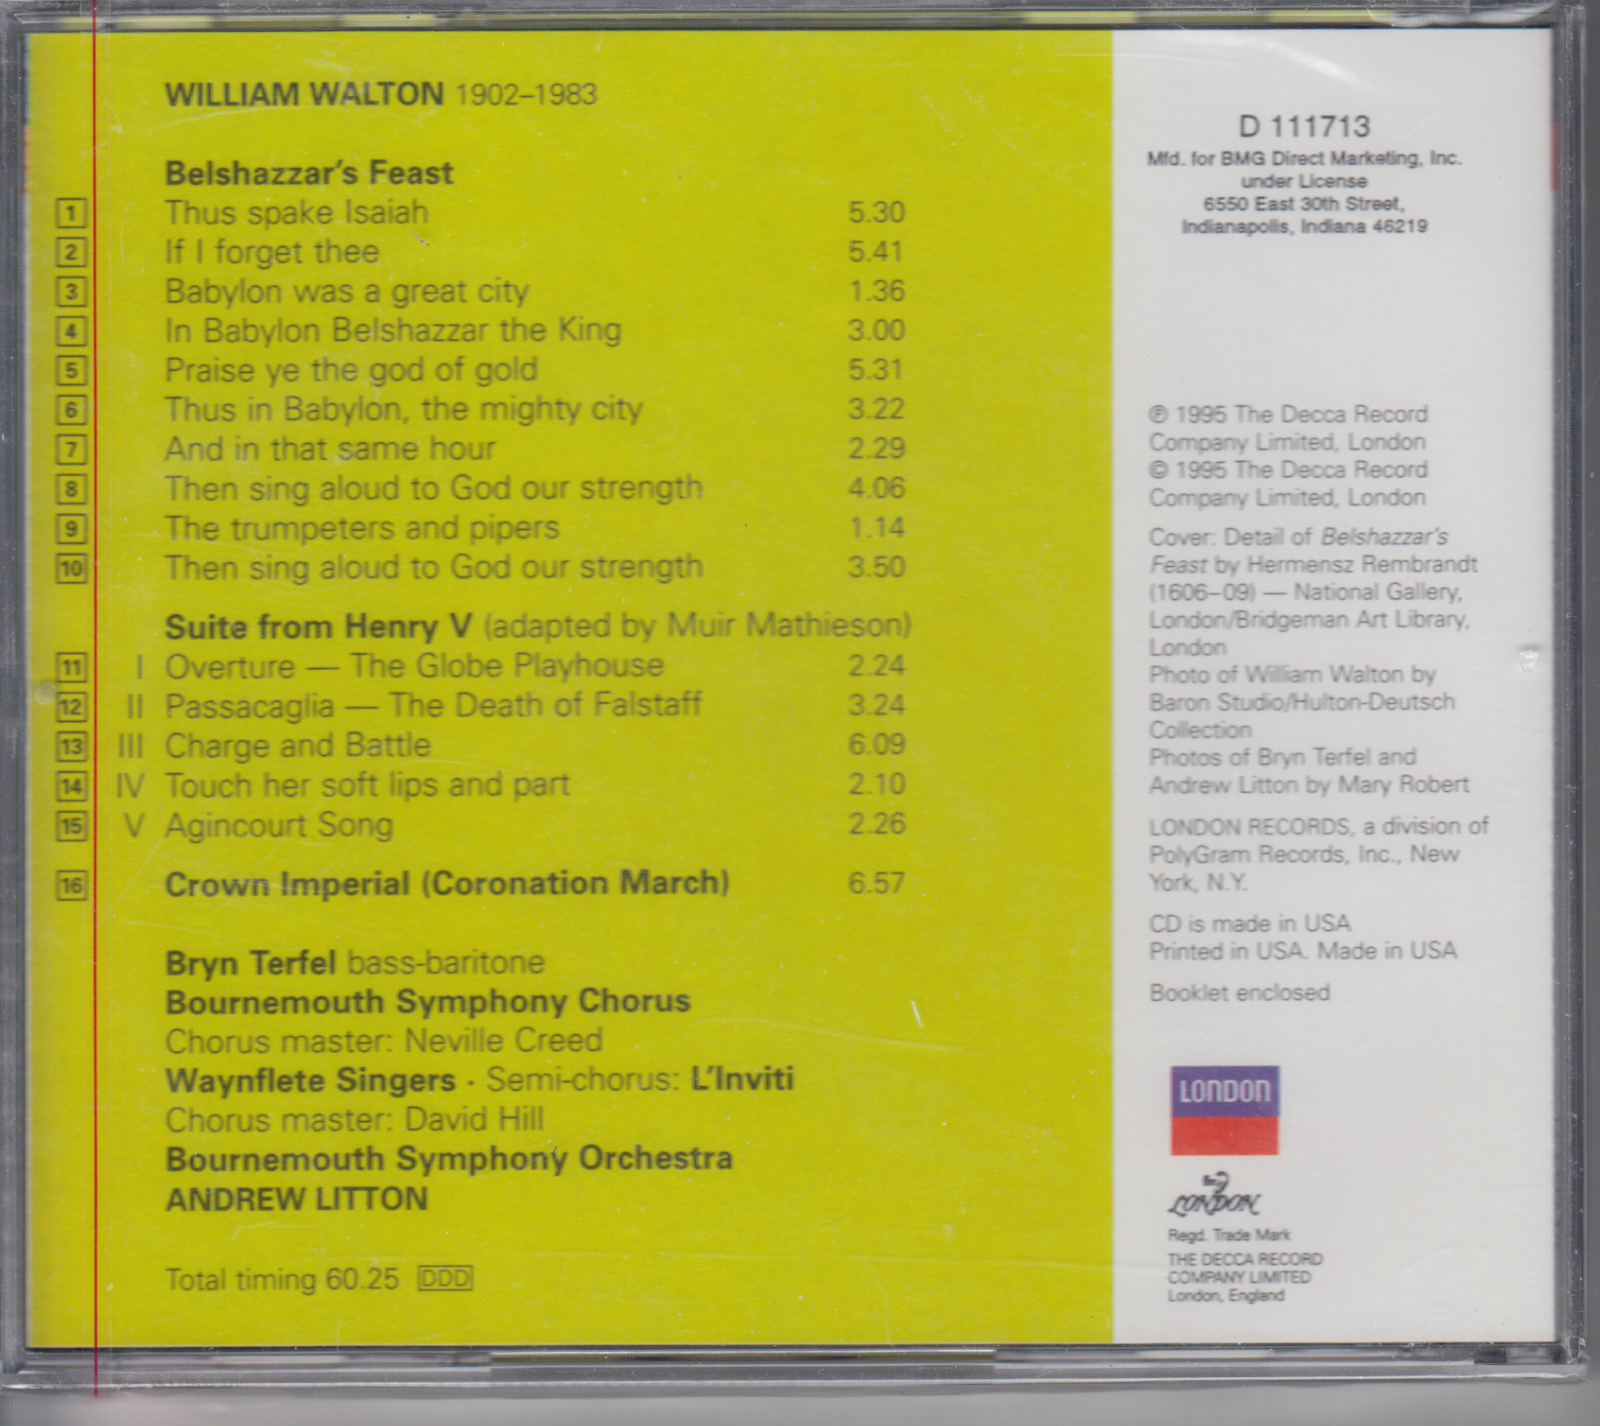 WILLIAM WALTON 1902–1983
Belshazzar's Feast
1 Thus spake Isaiah 5.30
2 If I forget thee 5.41
3 Babylon was a great city 1.36
4 In Babylon Belshazzar the King 3.00
5 Praise ye the god of gold 5.31
6 Thus in Babylon, the mighty city 3.22
7 And in that same hour 2.29
8 Then sing aloud to God our strength 4.06
9 The trumpeters and pipers 1.14
10 Then sing aloud to God our strength 3.50
Suite from Henry V (adapted by Muir Mathieson)
11 I Overture — The Globe Playhouse 2.24
12 II Passacaglia — The Death of Falstaff 3.24
13 III Charge and Battle 6.09
14 IV Touch her soft lips and part 2.10
15 V Agincourt Song 2.26
16 Crown Imperial (Coronation March) 6.57
Bryn Terfel bass-baritone
Bournemouth Symphony Chorus
Chorus master: Neville Creed
Waynflete Singers · Semi-chorus: L'Inviti
Chorus master: David Hill
Bournemouth Symphony Orchestra
ANDREW LITTON
Total timing 60.25 DDD
D 111713
Mfd. for BMG Direct Marketing, Inc.
under License
6550 East 30th Street,
Indianapolis, Indiana 46219
℗ 1995 The Decca Record
Company Limited, London
© 1995 The Decca Record
Company Limited, London
Cover: Detail of Belshazzar's
Feast by Hermensz Rembrandt
(1606–09) — National Gallery,
London/Bridgeman Art Library,
London
Photo of William Walton by
Baron Studio/Hulton-Deutsch
Collection
Photos of Bryn Terfel and
Andrew Litton by Mary Robert
LONDON RECORDS, a division of
PolyGram Records, Inc., New
York, N.Y.
CD is made in USA
Printed in USA. Made in USA
Booklet enclosed
LONDON
LONDON
Regd. Trade Mark
THE DECCA RECORD
COMPANY LIMITED
London, England